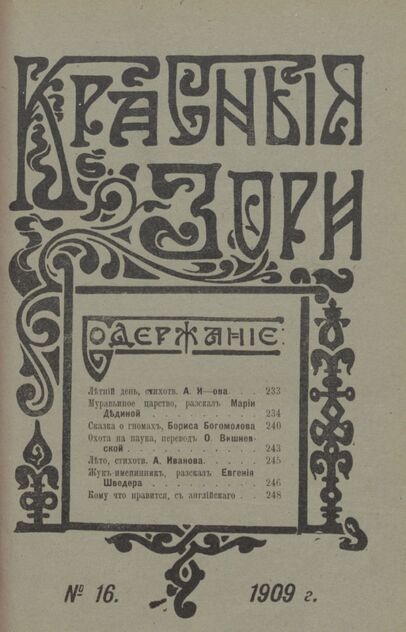 Красныя
Зори
Содержаніе:
Лѣтній день, стихотв. А. И—ова . . . 233
Муравьиное царство, разсказъ Маріи
Дѣдиной . . . . . . . . . . 234
Сказка о гномахъ, Бориса Богомолова 240
Охота на паука, переводъ О. Вишнев-
ской . . . . . . . . . . . . 243
Лѣто, стихотв. А. Иванова. . . . . 245
Жукъ-именинникъ, разсказъ Евгенія
Шведера . . . . . . . . . . 246
Кому что нравится, съ англійскаго . . 248
№ 16. 1909 г.